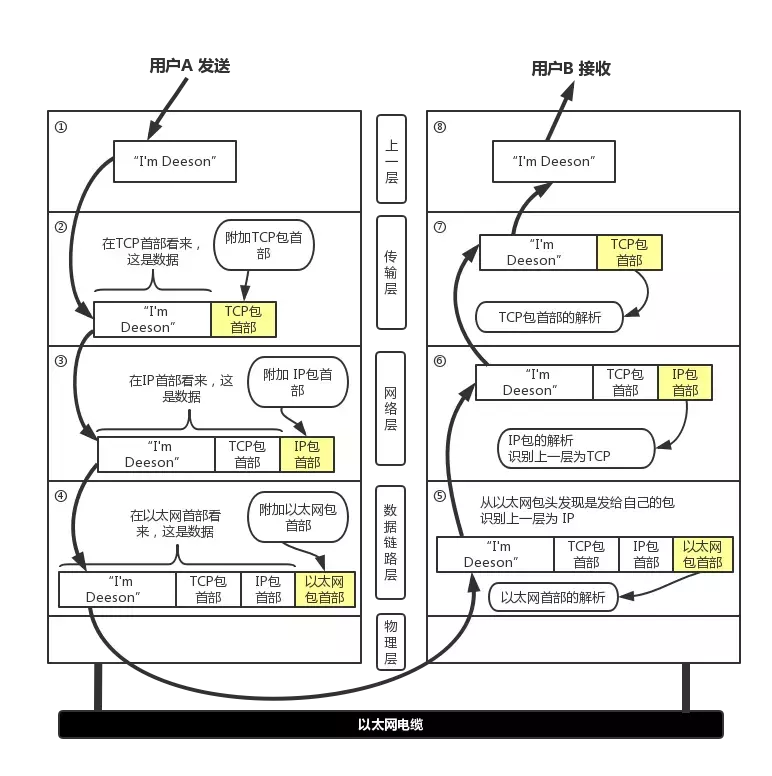 用户A 发送
①
“I'm Deeson”
②
在TCP首部看来，
这是数据
附加TCP包首
部
“I'm
Deeson”
TCP包
首部
③
在IP首部看来，这
是数据
附加 IP包首
部
“I'm
Deeson”
TCP包
首部
IP包
首部
④
在以太网首部看
来，这是数据
附加以太网包
首部
“I'm
Deeson”
TCP包
首部
IP包
首部
以太网
包首部
上
一
层
传
输
层
网
络
层
数
据
链
路
层
物
理
层
用户B 接收
⑧
“I'm Deeson”
⑦
“I'm
Deeson”
TCP包
首部
TCP包首部的解析
⑥
“I'm
Deeson”
TCP包
首部
IP包
首部
IP包的解析
识别上一层为TCP
⑤
从以太网包头发现是发给自己的包
识别上一层为 IP
“I'm
Deeson”
TCP包
首部
IP包
首部
以太网
包首部
以太网首部的解析
以太网电缆